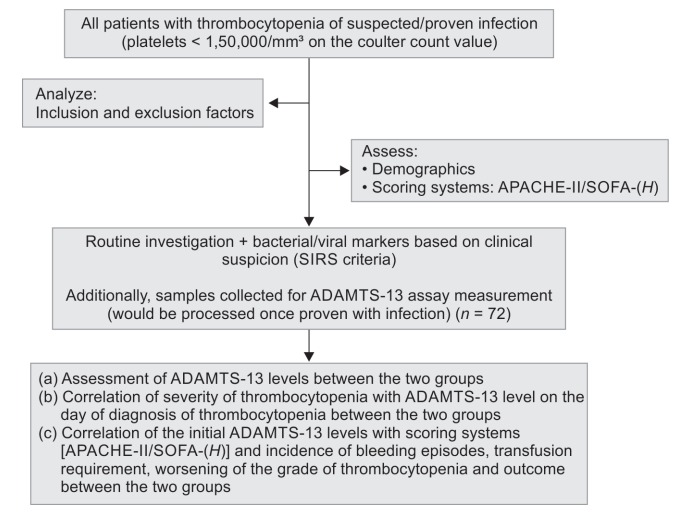 All patients with thrombocytopenia of suspected/proven infection
(platelets < 1,50,000/mm³ on the coulter count value)
Analyze:
Inclusion and exclusion factors
Assess:
• Demographics
• Scoring systems: APACHE-II/SOFA-(H)
Routine investigation + bacterial/viral markers based on clinical
suspicion (SIRS criteria)
Additionally, samples collected for ADAMTS-13 assay measurement
(would be processed once proven with infection) (n = 72)
(a) Assessment of ADAMTS-13 levels between the two groups
(b) Correlation of severity of thrombocytopenia with ADAMTS-13 level on the
day of diagnosis of thrombocytopenia between the two groups
(c) Correlation of the initial ADAMTS-13 levels with scoring systems
[APACHE-II/SOFA-(H)] and incidence of bleeding episodes, transfusion
requirement, worsening of the grade of thrombocytopenia and outcome
between the two groups